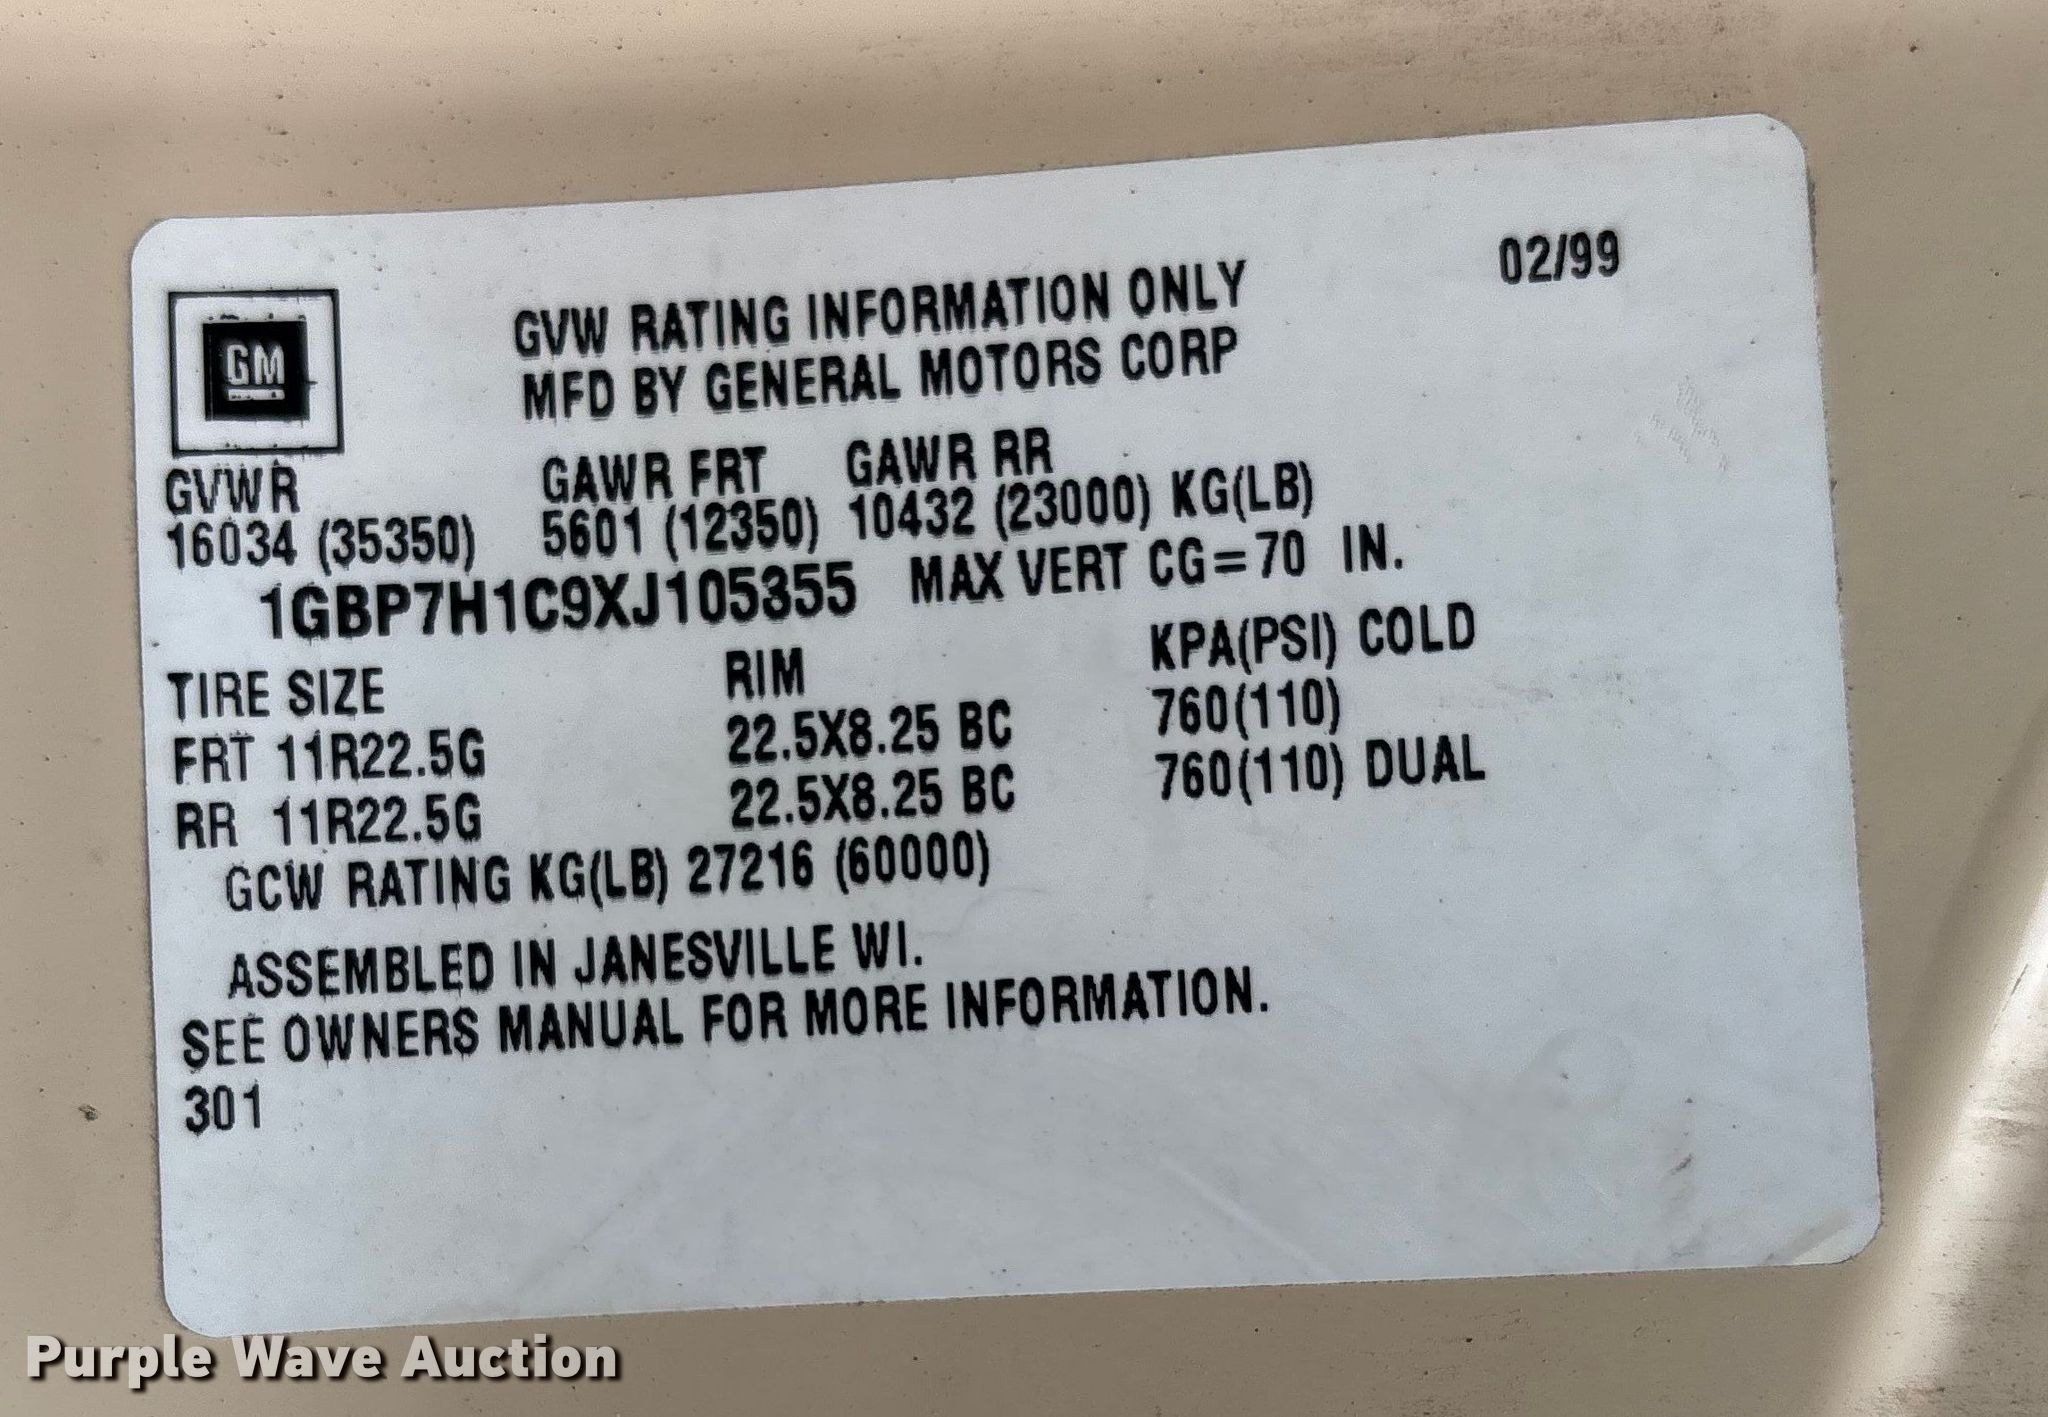 02/99
GM
GVW RATING INFORMATION ONLY
MFD BY GENERAL MOTORS CORP
GVWR GAWR FRT GAWR RR
16034 (35350) 5601 (12350) 10432 (23000) KG(LB)
1GBP7H1C9XJ105355 MAX VERT CG=70 IN.
TIRE SIZE RIM KPA(PSI) COLD
FRT 11R22.5G 22.5X8.25 BC 760(110)
RR 11R22.5G 22.5X8.25 BC 760(110) DUAL
GCW RATING KG(LB) 27216 (60000)
ASSEMBLED IN JANESVILLE WI.
SEE OWNERS MANUAL FOR MORE INFORMATION.
301
Purple Wave Auction